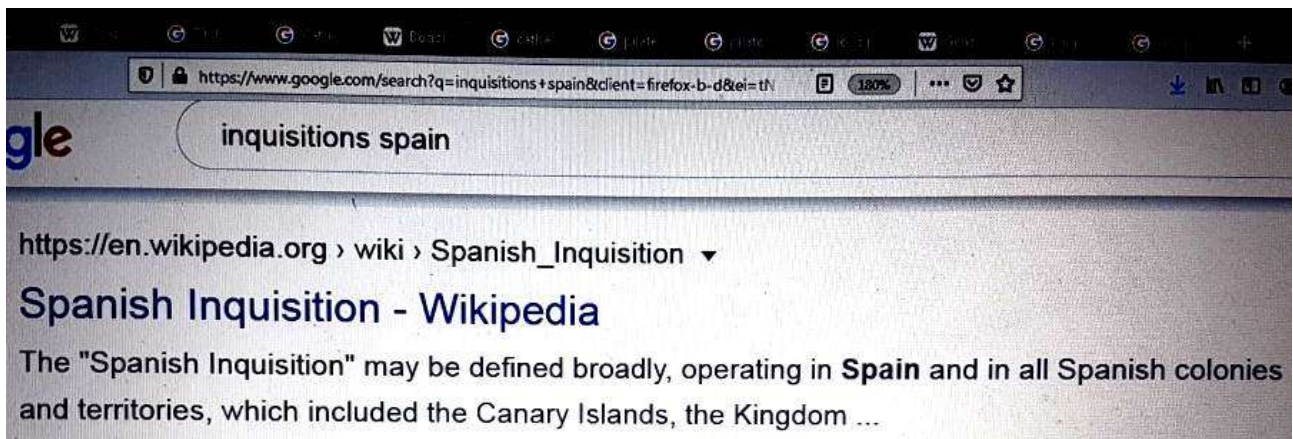 https://www.google.com/search?q=inquisitions+spain&client=firefox-b-d&ei=tN 180%
gle inquisitions spain
https://en.wikipedia.org › wiki › Spanish_Inquisition
Spanish Inquisition - Wikipedia
The "Spanish Inquisition" may be defined broadly, operating in Spain and in all Spanish colonies
and territories, which included the Canary Islands, the Kingdom ...